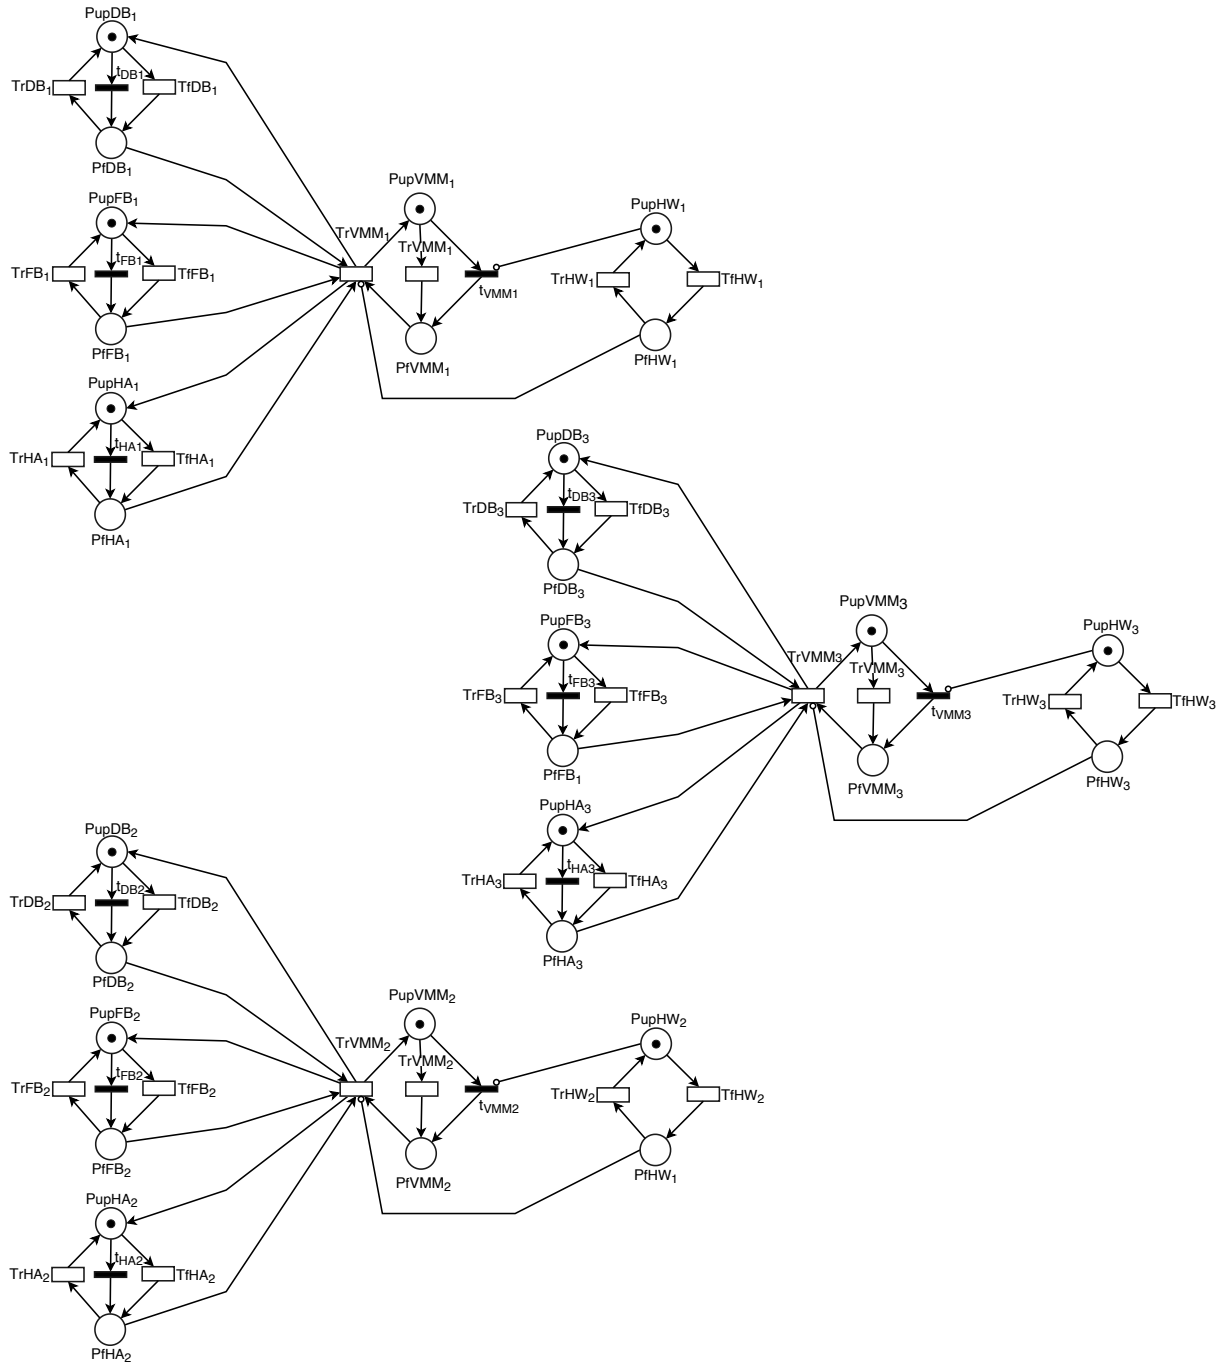 PupDB1
TrDB1
tDB1
TfDB1
PfDB1
PupFB1
TrFB1
tFB1
TfFB1
PfFB1
PupHA1
TrHA1
tHA1
TfHA1
PfHA1
PupVMM1
TrVMM1
TrVMM1
tVMM1
PfVMM1
PupHW1
TrHW1
TfHW1
PfHW1
PupDB3
TrDB3
tDB3
TfDB3
PfDB3
PupFB3
TrFB3
tFB3
TfFB3
PfFB1
PupHA3
TrHA3
tHA3
TfHA3
PfHA3
PupVMM3
TrVMM3
TrVMM3
tVMM3
PfVMM3
PupHW3
TrHW3
TfHW3
PfHW3
PupDB2
TrDB2
tDB2
TfDB2
PfDB2
PupFB2
TrFB2
tFB2
TfFB2
PfFB2
PupHA2
TrHA2
tHA2
TfHA2
PfHA2
PupVMM2
TrVMM2
TrVMM2
tVMM2
PfVMM2
PupHW2
TrHW2
TfHW2
PfHW1